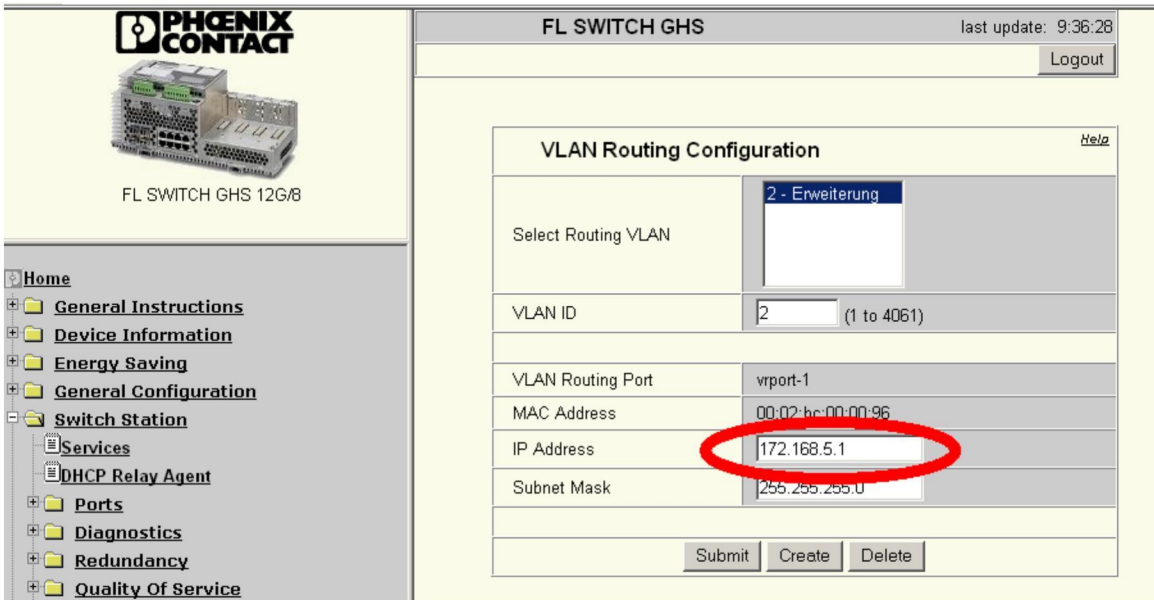 PHŒNIX
CONTACT
FL SWITCH GHS 12G/8
Home
General Instructions
Device Information
Energy Saving
General Configuration
Switch Station
Services
DHCP Relay Agent
Ports
Diagnostics
Redundancy
Quality Of Service
FL SWITCH GHS last update: 9:36:28
Logout
VLAN Routing Configuration Help
Select Routing VLAN 2 - Erweiterung
VLAN ID 2 (1 to 4061)
VLAN Routing Port vrport-1
MAC Address 00:02:bc:00:00:96
IP Address 172.168.5.1
Subnet Mask 255.255.255.0
Submit Create Delete